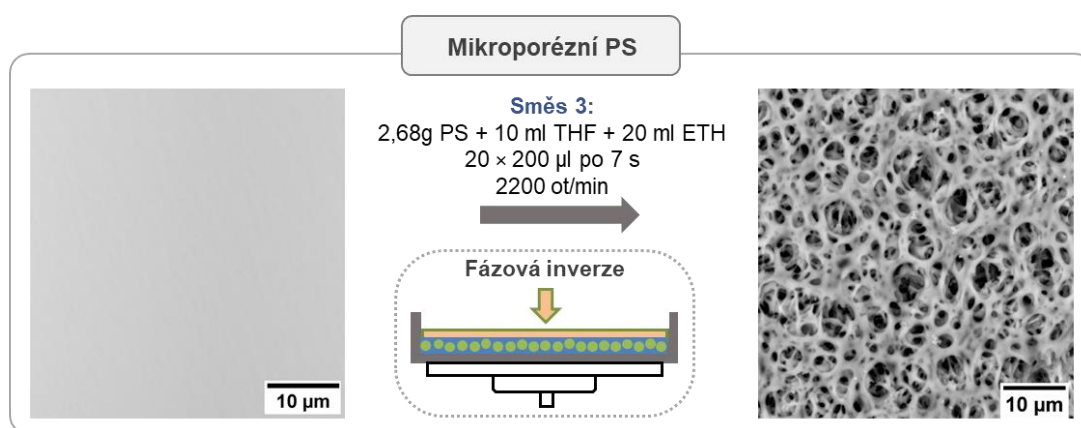 Mikroporézní PS
Směs 3:
2,68g PS + 10 ml THF + 20 ml ETH
20 × 200 µl po 7 s
2200 ot/min
Fázová inverze
10 µm
10 µm